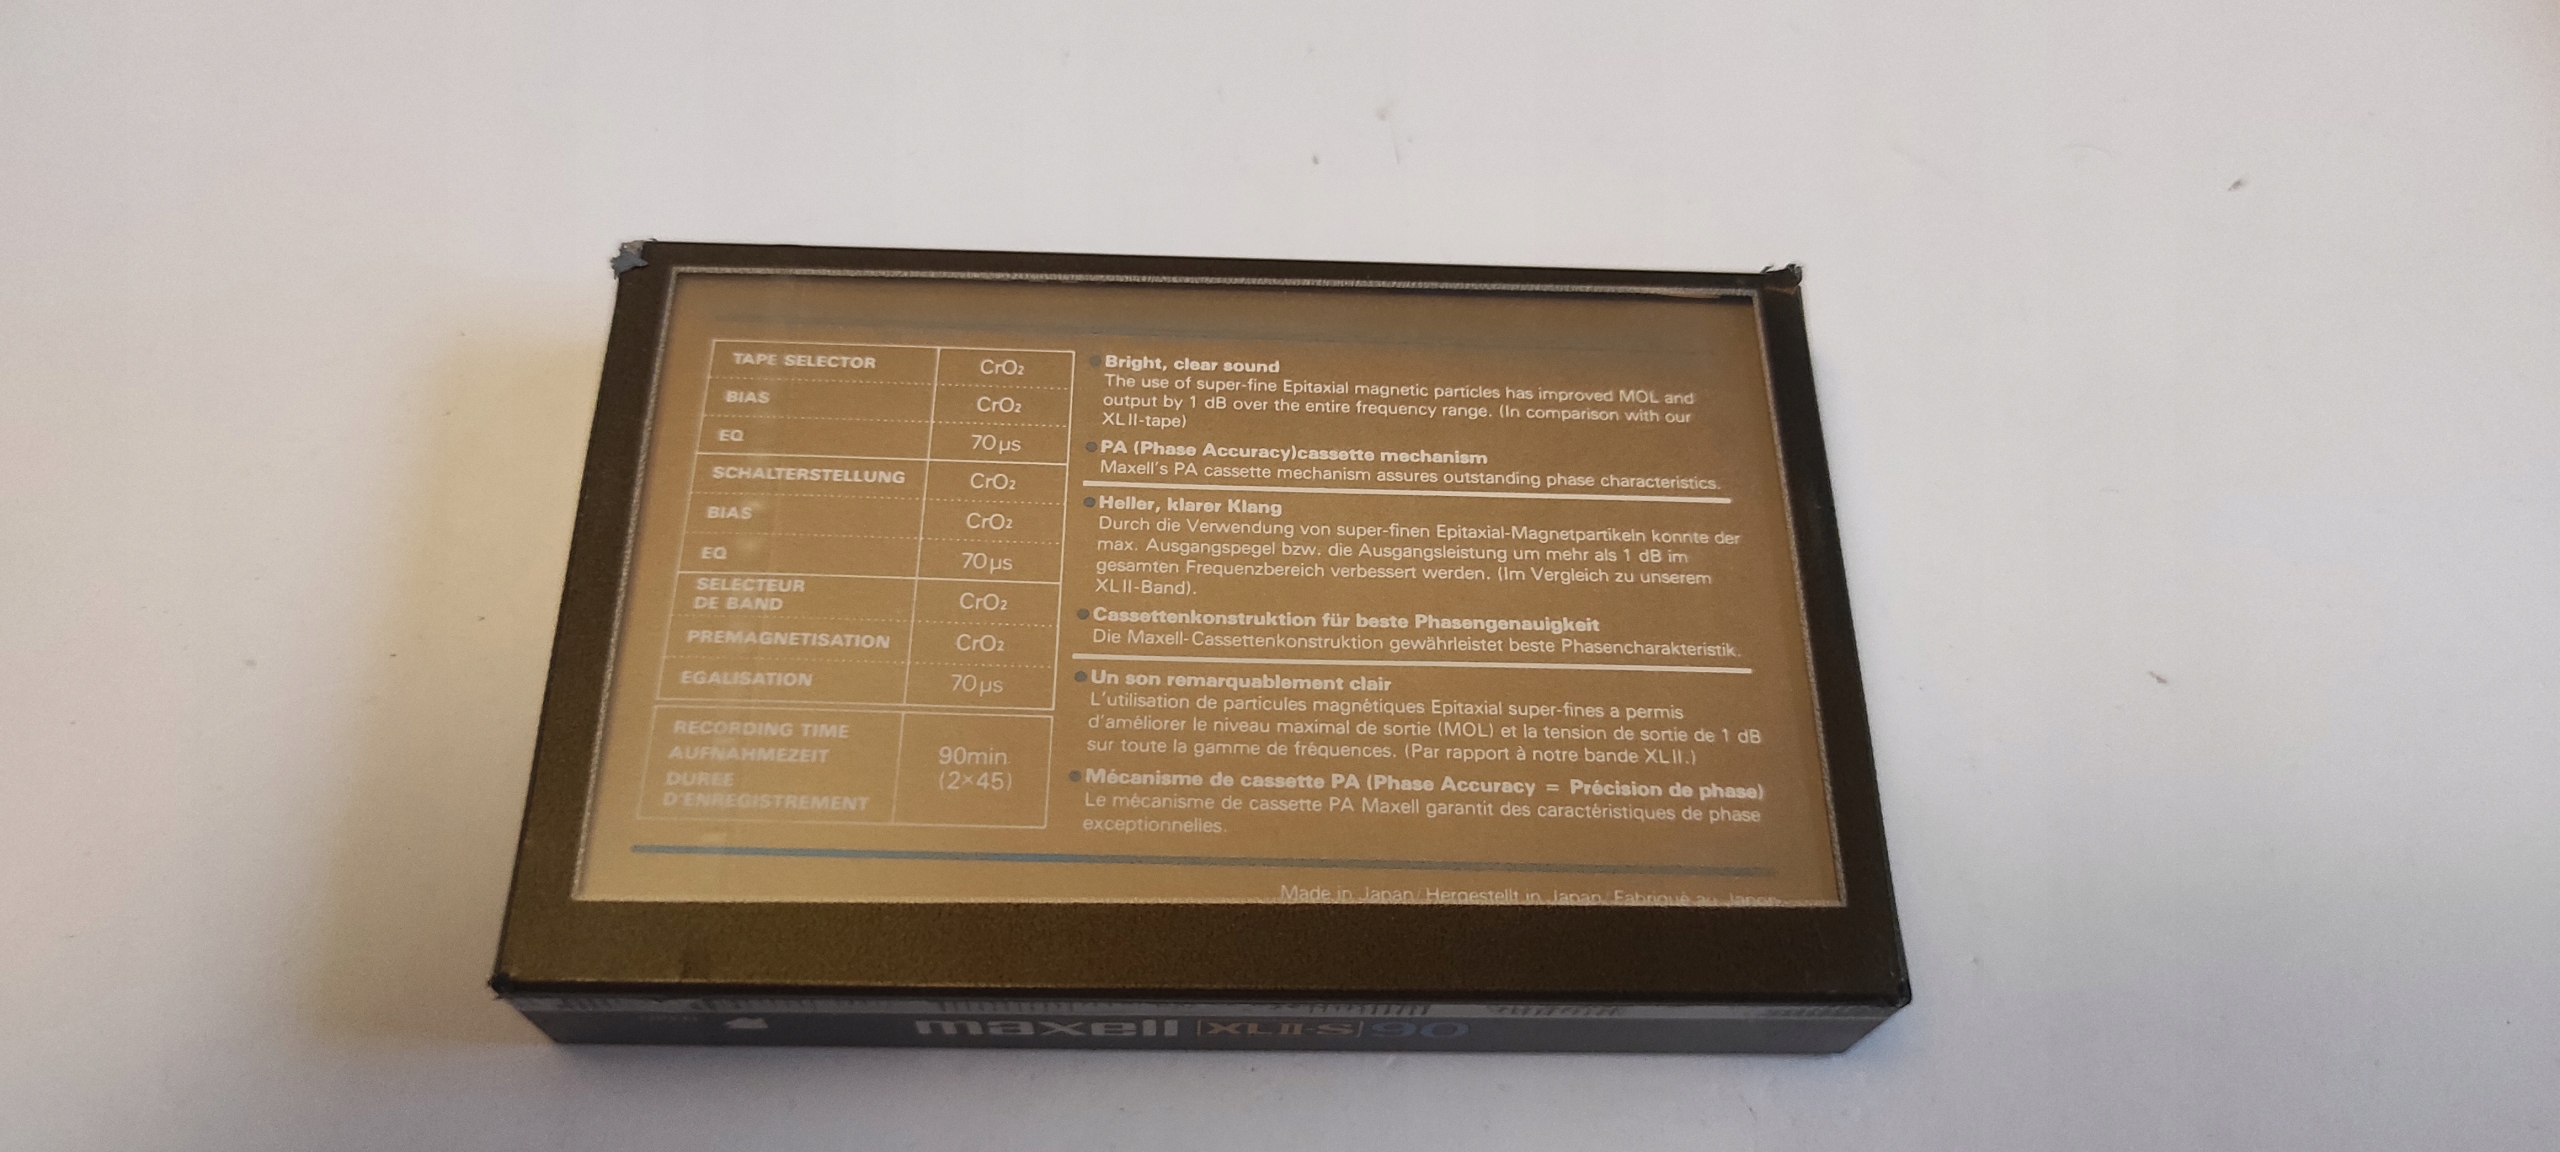 TAPE SELECTOR CrO₂
BIAS CrO₂
EQ 70µs
SCHALTERSTELLUNG CrO₂
BIAS CrO₂
EQ 70µs
SELECTEUR
DE BAND CrO₂
PREMAGNETISATION CrO₂
EGALISATION 70µs
RECORDING TIME
AUFNAHMEZEIT 90min
DUREE (2×45)
D'ENREGISTREMENT
● Bright, clear sound
The use of super-fine Epitaxial magnetic particles has improved MOL and
output by 1 dB over the entire frequency range. (In comparison with our
XLII-tape)
● PA (Phase Accuracy)cassette mechanism
Maxell's PA cassette mechanism assures outstanding phase characteristics.
● Heller, klarer Klang
Durch die Verwendung von super-finen Epitaxial-Magnetpartikeln konnte der
max. Ausgangspegel bzw. die Ausgangsleistung um mehr als 1 dB im
gesamten Frequenzbereich verbessert werden. (Im Vergleich zu unserem
XLII-Band).
● Cassettenkonstruktion für beste Phasengenauigkeit
Die Maxell-Cassettenkonstruktion gewährleistet beste Phasencharakteristik.
● Un son remarquablement clair
L'utilisation de particules magnétiques Epitaxial super-fines a permis
d'améliorer le niveau maximal de sortie (MOL) et la tension de sortie de 1 dB
sur toute la gamme de fréquences. (Par rapport à notre bande XLII.)
● Mécanisme de cassette PA (Phase Accuracy = Précision de phase)
Le mécanisme de cassette PA Maxell garantit des caractéristiques de phase
exceptionnelles.
Made in Japan/Hergestellt in Japan/Fabriqué au Japon
maxell XLII-S 90